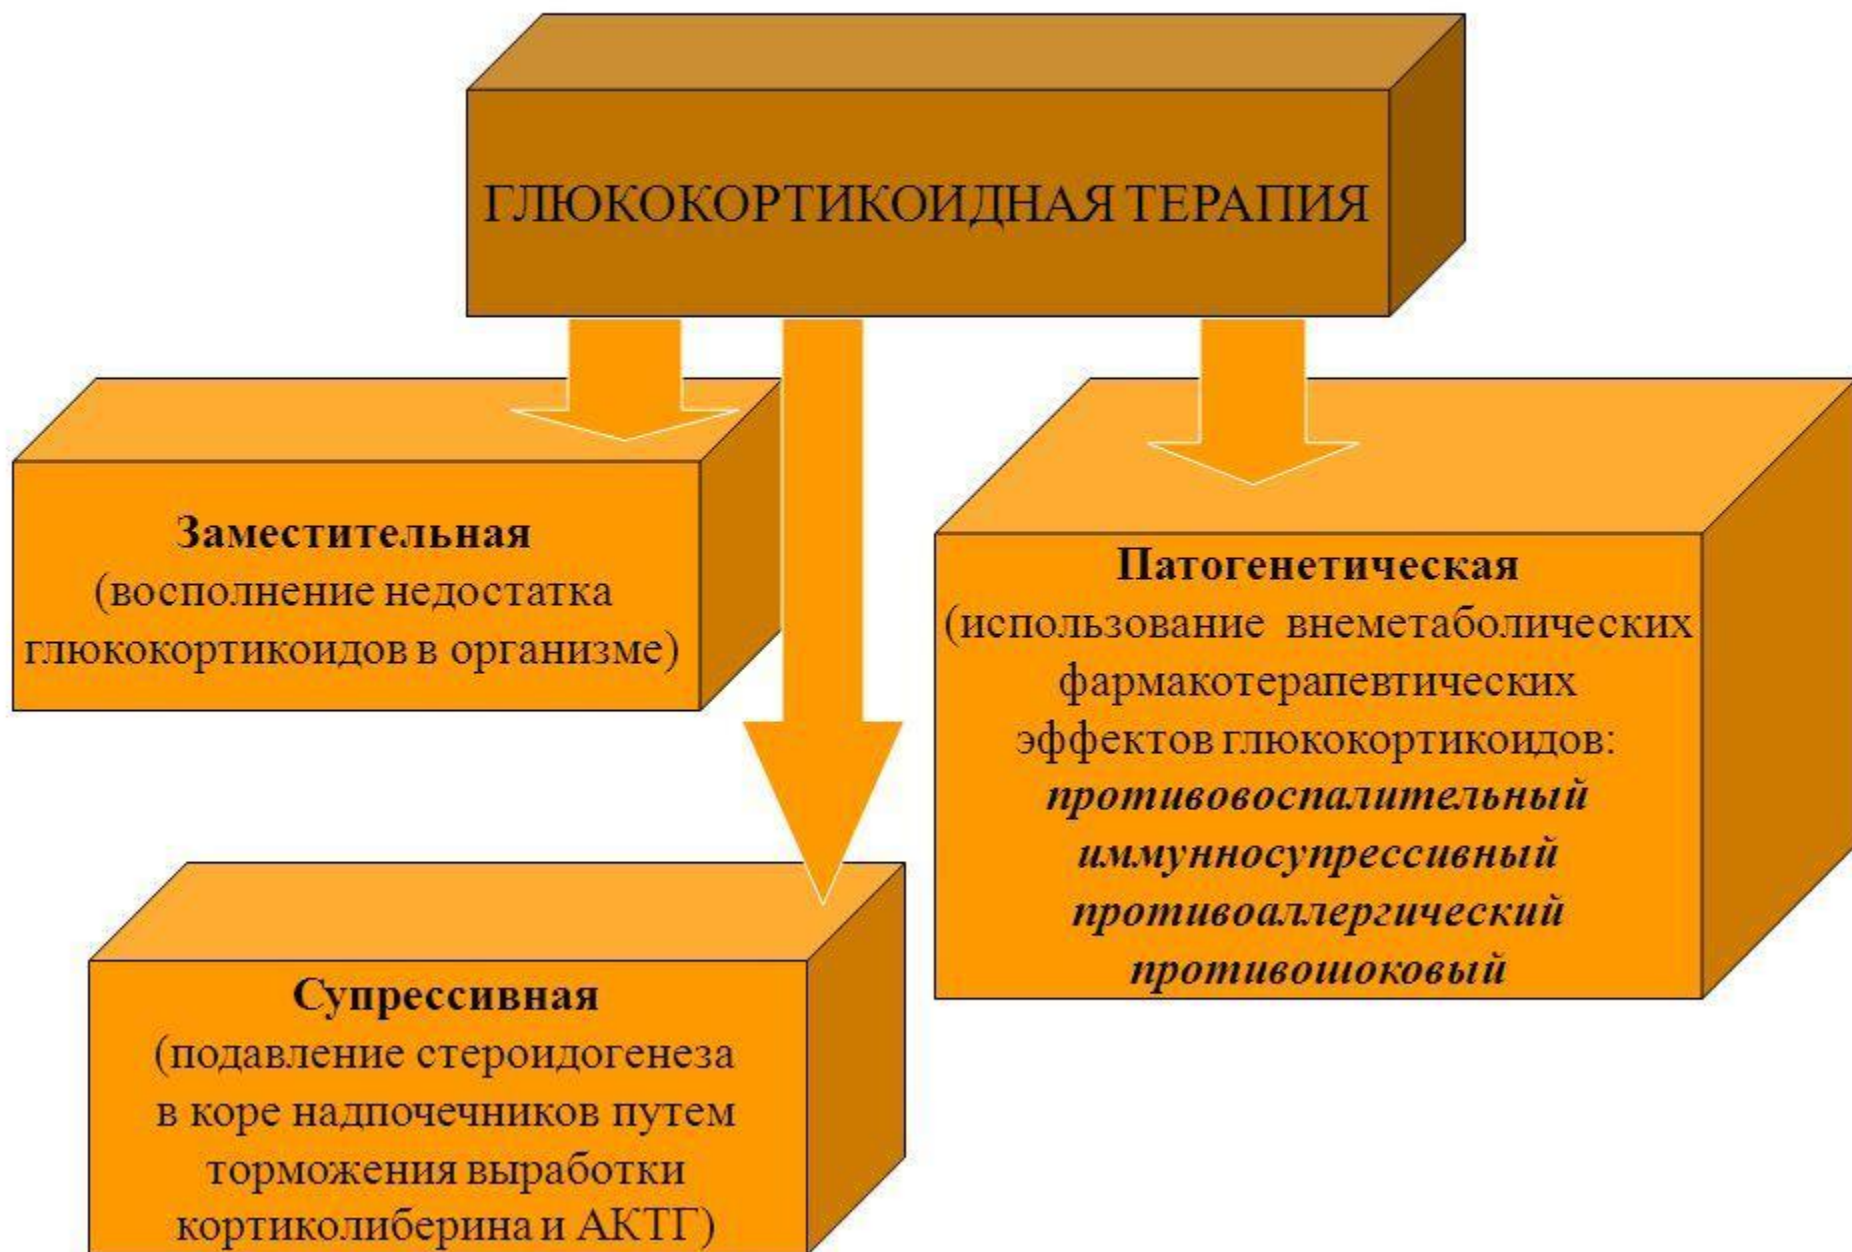 ГЛЮКОКОРТИКОИДНАЯ ТЕРАПИЯ
Заместительная
(восполнение недостатка
глюкокортикоидов в организме)
Патогенетическая
(использование внеметаболических
фармакотерапевтических
эффектов глюкокортикоидов:
противовоспалительный
иммунносупрессивный
противоаллергический
противошоковый
Супрессивная
(подавление стероидогенеза
в коре надпочечников путем
торможения выработки
кортиколиберина и АКТГ)